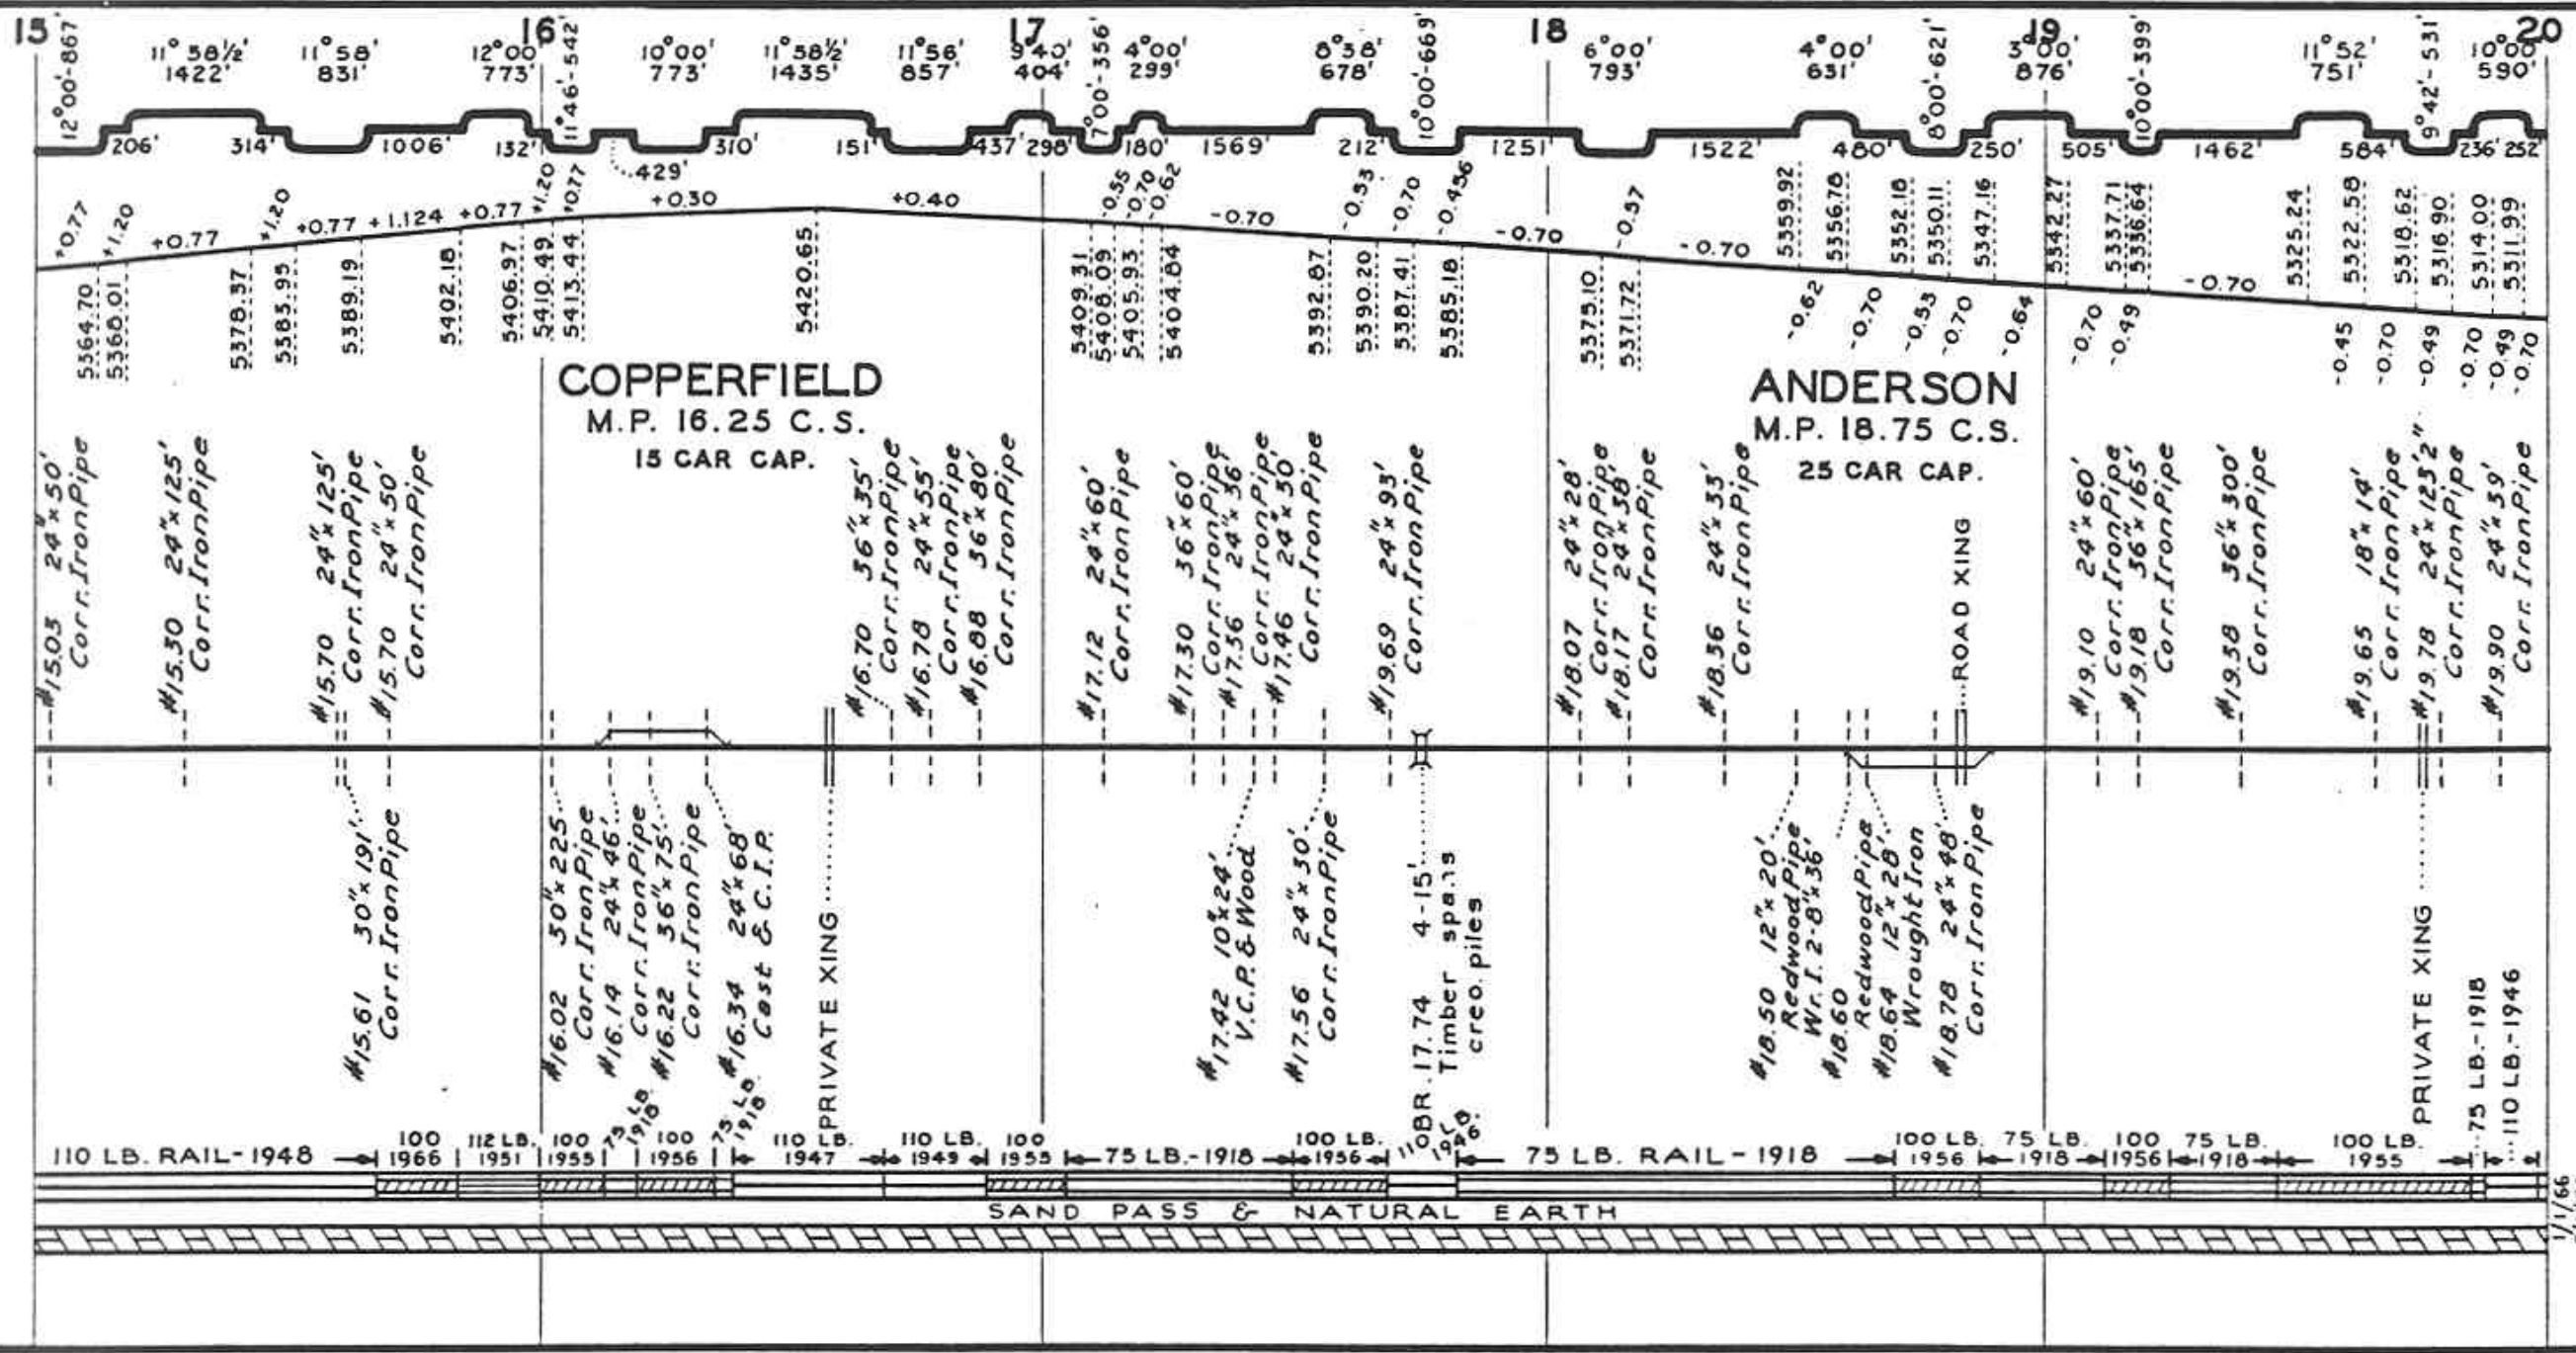 15
16
17
18
19
20
12°00'-867'
11°58½'
1422'
11°58'
831'
12°00'
773'
11°46'-542'
10°00'
773'
11°58½'
1435'
11°56'
857'
9°40'
404'
7°00'-356'
4°00'
299'
8°38'
678'
10°00'-669'
6°00'
793'
4°00'
631'
8°00'-621'
3°00'
876'
10°00'-399'
11°52'
751'
9°42'-531'
10°00'
590'
206'
314'
1006'
132'
429'
310'
151'
437'
298'
180'
1569'
212'
1251'
1522'
480'
250'
505'
1462'
584'
236'
252'
+0.77
+1.20
+0.77
+1.20
+0.77
+1.124
+0.77
+1.20
+0.77
+0.30
+0.40
-0.55
-0.70
-0.62
-0.70
-0.53
-0.70
-0.456
-0.70
-0.57
-0.70
-0.62
-0.70
-0.53
-0.70
-0.64
-0.70
-0.49
-0.70
-0.45
-0.70
-0.49
-0.70
-0.49
-0.70
5364.70
5368.01
5378.37
5383.95
5389.19
5402.18
5406.97
5410.49
5413.44
5420.65
5409.31
5408.09
5405.93
5404.84
5392.87
5390.20
5387.41
5385.18
5375.10
5371.72
5359.92
5356.78
5352.18
5350.11
5347.16
5342.27
5337.71
5336.64
5325.24
5322.58
5318.62
5316.90
5314.00
5311.99
COPPERFIELD
M.P. 16.25 C.S.
15 CAR CAP.
ANDERSON
M.P. 18.75 C.S.
25 CAR CAP.
#15.03 24"x50'
Corr. Iron Pipe
#15.30 24"x125'
Corr. Iron Pipe
#15.70 24"x125'
Corr. Iron Pipe
#15.70 24"x50'
Corr. Iron Pipe
#16.70 36"x35'
Corr. Iron Pipe
#16.78 24"x55'
Corr. Iron Pipe
#16.88 36"x80'
Corr. Iron Pipe
#17.12 24"x60'
Corr. Iron Pipe
#17.30 36"x60'
Corr. Iron Pipe
#17.36 24"x36'
Corr. Iron Pipe
#17.46 24"x30'
Corr. Iron Pipe
#19.69 24"x93'
Corr. Iron Pipe
#18.07 24"x28'
Corr. Iron Pipe
#18.17 24"x38'
Corr. Iron Pipe
#18.36 24"x33'
Corr. Iron Pipe
ROAD XING
#19.10 24"x60'
Corr. Iron Pipe
#19.18 36"x165'
Corr. Iron Pipe
#19.38 36"x300'
Corr. Iron Pipe
#19.65 18"x14'
Corr. Iron Pipe
#19.78 24"x123'2"
Corr. Iron Pipe
#19.90 24"x39'
Corr. Iron Pipe
#15.61 30"x191'
Corr. Iron Pipe
#16.02 30"x225
Corr. Iron Pipe
#16.14 24"x46'
Corr. Iron Pipe
#16.22 36"x75'
Corr. Iron Pipe
#16.34 24"x68'
Cast & C.I.P.
PRIVATE XING
#17.42 10"x24'
V.C.P. & Wood
#17.56 24"x30'
Corr. Iron Pipe
BR. 17.74 4-15'
Timber spans
creo. piles
#18.50 12"x20'
Redwood Pipe
Wr. I. 2-8"x36'
#18.60
Redwood Pipe
#18.64 12"x28'
Wrought Iron
#18.78 24"x48'
Corr. Iron Pipe
PRIVATE XING
75 LB.-1918
110 LB.-1946
110 LB. RAIL-1948
100
1966
112 LB.
1951
100
1955
75 LB.
1918
100
1956
75 LB.
1918
110 LB.
1947
110 LB.
1949
100
1955
75 LB.-1918
100 LB.
1956
110 LB.
1946
75 LB. RAIL-1918
100 LB.
1956
75 LB.
1918
100
1956
75 LB.
1918
100 LB.
1955
SAND PASS & NATURAL EARTH
1/1/66